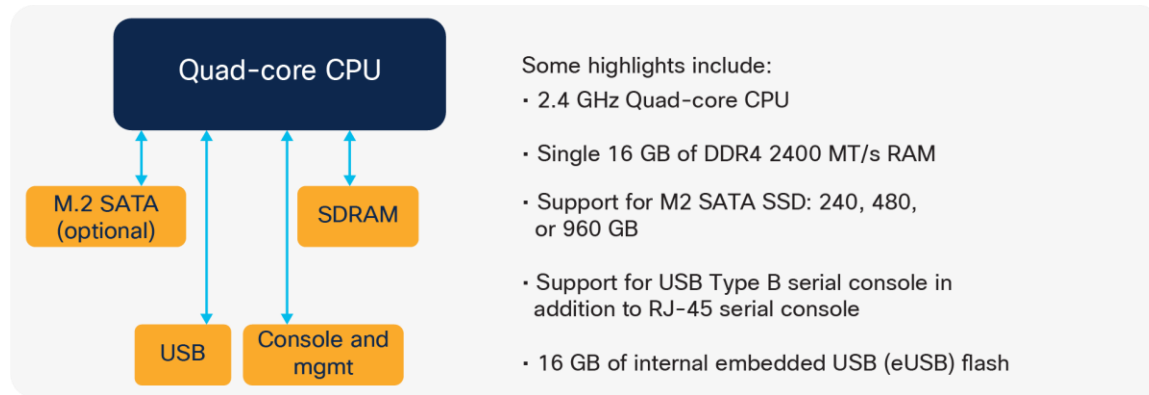 Quad-core CPU
M.2 SATA
(optional)
SDRAM
USB
Console and
mgmt
Some highlights include:
· 2.4 GHz Quad-core CPU
· Single 16 GB of DDR4 2400 MT/s RAM
· Support for M2 SATA SSD: 240, 480,
or 960 GB
· Support for USB Type B serial console in
addition to RJ-45 serial console
· 16 GB of internal embedded USB (eUSB) flash